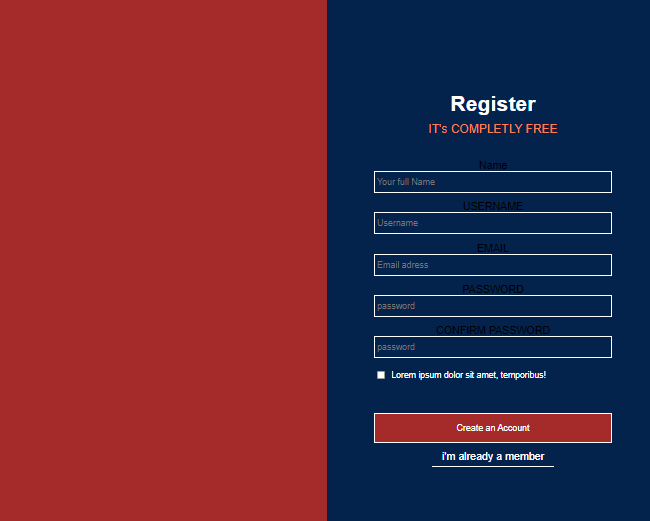 Register
IT's COMPLETLY FREE
Name
Your full Name
USERNAME
Username
EMAIL
Email adress
PASSWORD
password
CONFIRM PASSWORD
password
Lorem ipsum dolor sit amet, temporibus!
Create an Account
i'm already a member